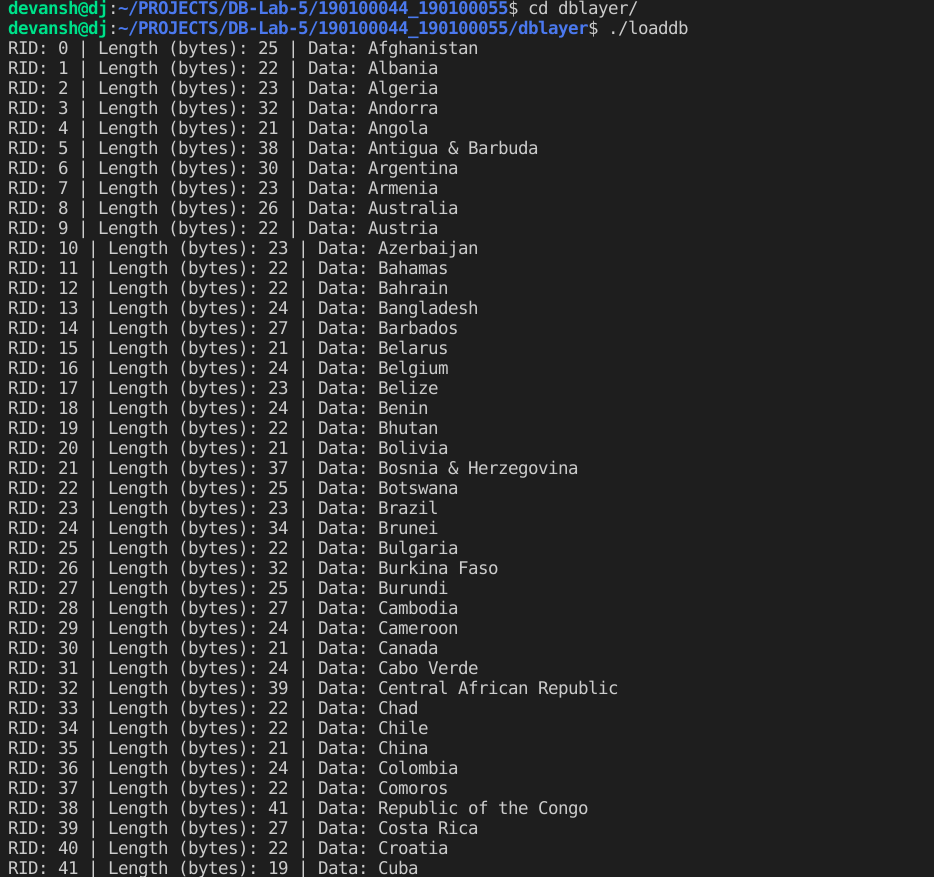 devansh@dj:~/PROJECTS/DB-Lab-5/190100044_190100055$ cd dblayer/
devansh@dj:~/PROJECTS/DB-Lab-5/190100044_190100055/dblayer$ ./loaddb
RID: 0 | Length (bytes): 25 | Data: Afghanistan
RID: 1 | Length (bytes): 22 | Data: Albania
RID: 2 | Length (bytes): 23 | Data: Algeria
RID: 3 | Length (bytes): 32 | Data: Andorra
RID: 4 | Length (bytes): 21 | Data: Angola
RID: 5 | Length (bytes): 38 | Data: Antigua & Barbuda
RID: 6 | Length (bytes): 30 | Data: Argentina
RID: 7 | Length (bytes): 23 | Data: Armenia
RID: 8 | Length (bytes): 26 | Data: Australia
RID: 9 | Length (bytes): 22 | Data: Austria
RID: 10 | Length (bytes): 23 | Data: Azerbaijan
RID: 11 | Length (bytes): 22 | Data: Bahamas
RID: 12 | Length (bytes): 22 | Data: Bahrain
RID: 13 | Length (bytes): 24 | Data: Bangladesh
RID: 14 | Length (bytes): 27 | Data: Barbados
RID: 15 | Length (bytes): 21 | Data: Belarus
RID: 16 | Length (bytes): 24 | Data: Belgium
RID: 17 | Length (bytes): 23 | Data: Belize
RID: 18 | Length (bytes): 24 | Data: Benin
RID: 19 | Length (bytes): 22 | Data: Bhutan
RID: 20 | Length (bytes): 21 | Data: Bolivia
RID: 21 | Length (bytes): 37 | Data: Bosnia & Herzegovina
RID: 22 | Length (bytes): 25 | Data: Botswana
RID: 23 | Length (bytes): 23 | Data: Brazil
RID: 24 | Length (bytes): 34 | Data: Brunei
RID: 25 | Length (bytes): 22 | Data: Bulgaria
RID: 26 | Length (bytes): 32 | Data: Burkina Faso
RID: 27 | Length (bytes): 25 | Data: Burundi
RID: 28 | Length (bytes): 27 | Data: Cambodia
RID: 29 | Length (bytes): 24 | Data: Cameroon
RID: 30 | Length (bytes): 21 | Data: Canada
RID: 31 | Length (bytes): 24 | Data: Cabo Verde
RID: 32 | Length (bytes): 39 | Data: Central African Republic
RID: 33 | Length (bytes): 22 | Data: Chad
RID: 34 | Length (bytes): 22 | Data: Chile
RID: 35 | Length (bytes): 21 | Data: China
RID: 36 | Length (bytes): 24 | Data: Colombia
RID: 37 | Length (bytes): 22 | Data: Comoros
RID: 38 | Length (bytes): 41 | Data: Republic of the Congo
RID: 39 | Length (bytes): 27 | Data: Costa Rica
RID: 40 | Length (bytes): 22 | Data: Croatia
RID: 41 | Length (bytes): 19 | Data: Cuba